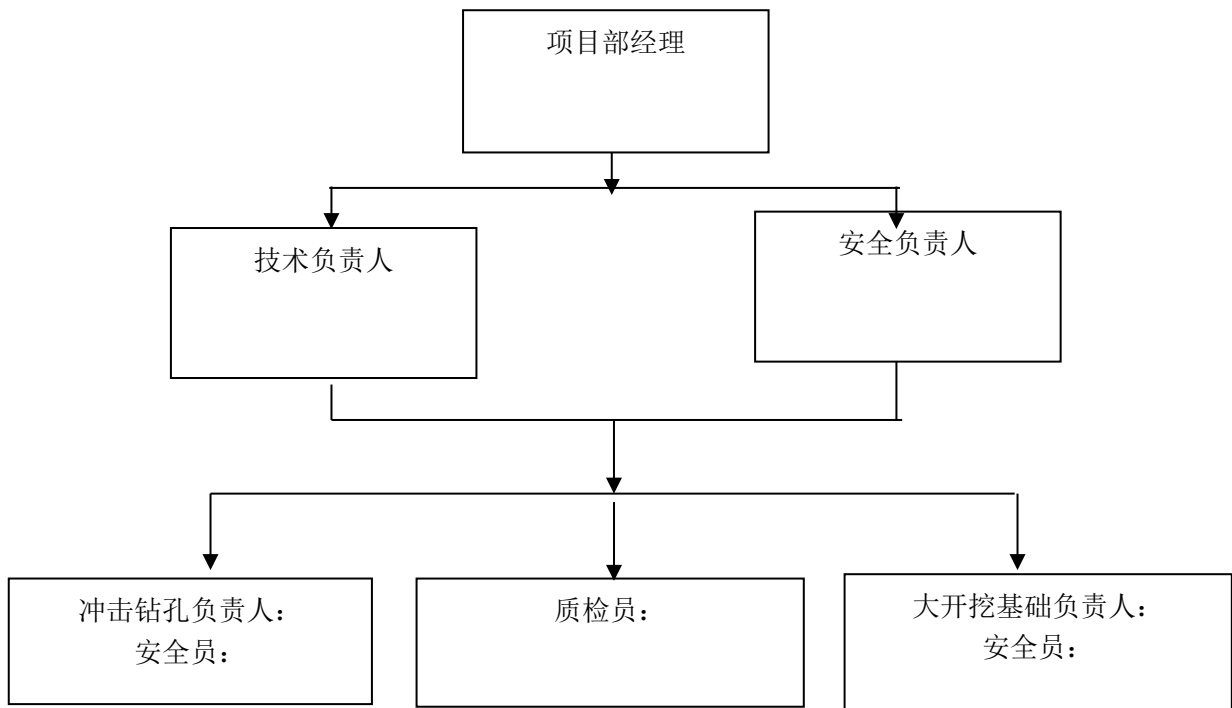 项目部经理
技术负责人
安全负责人
冲击钻孔负责人：
安全员：
质检员：
大开挖基础负责人：
安全员：